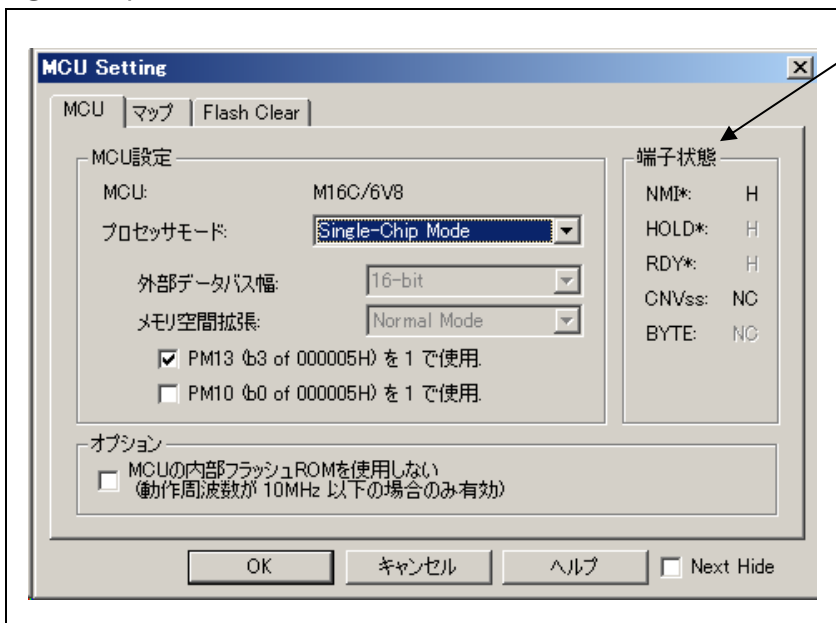 MCU Setting
MCU
マップ
Flash Clear
MCU設定
MCU: M16C/6V8
プロセッサモード: Single-Chip Mode
外部データバス幅: 16-bit
メモリ空間拡張: Normal Mode
PM13 (b3 of 000005H) を 1 で使用.
PM10 (b0 of 000005H) を 1 で使用.
端子状態
NMI*: H
HOLD*: H
RDY*: H
CNVss: NC
BYTE: NC
オプション
MCUの内部フラッシュROMを使用しない
(動作周波数が 10MHz 以下の場合のみ有効)
OK
キャンセル
ヘルプ
Next Hide